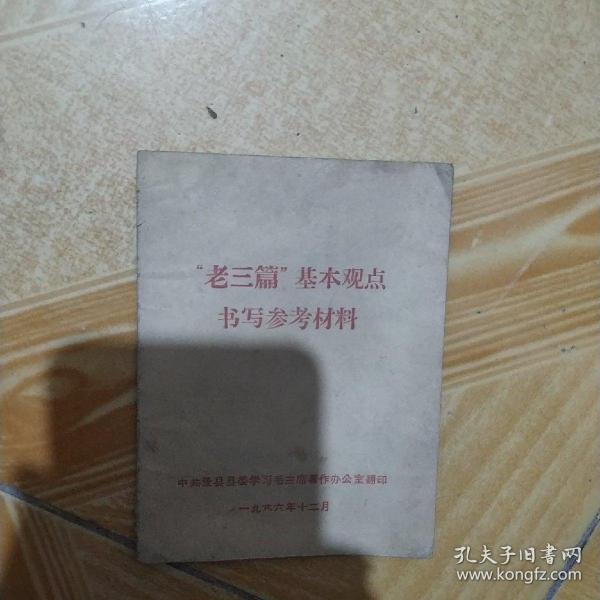 “老三篇”基本观点
书写参考材料
中共景县县委学习毛主席著作办公室翻印
一九六六年十二月
孔夫子旧书网
www.kongfz.com